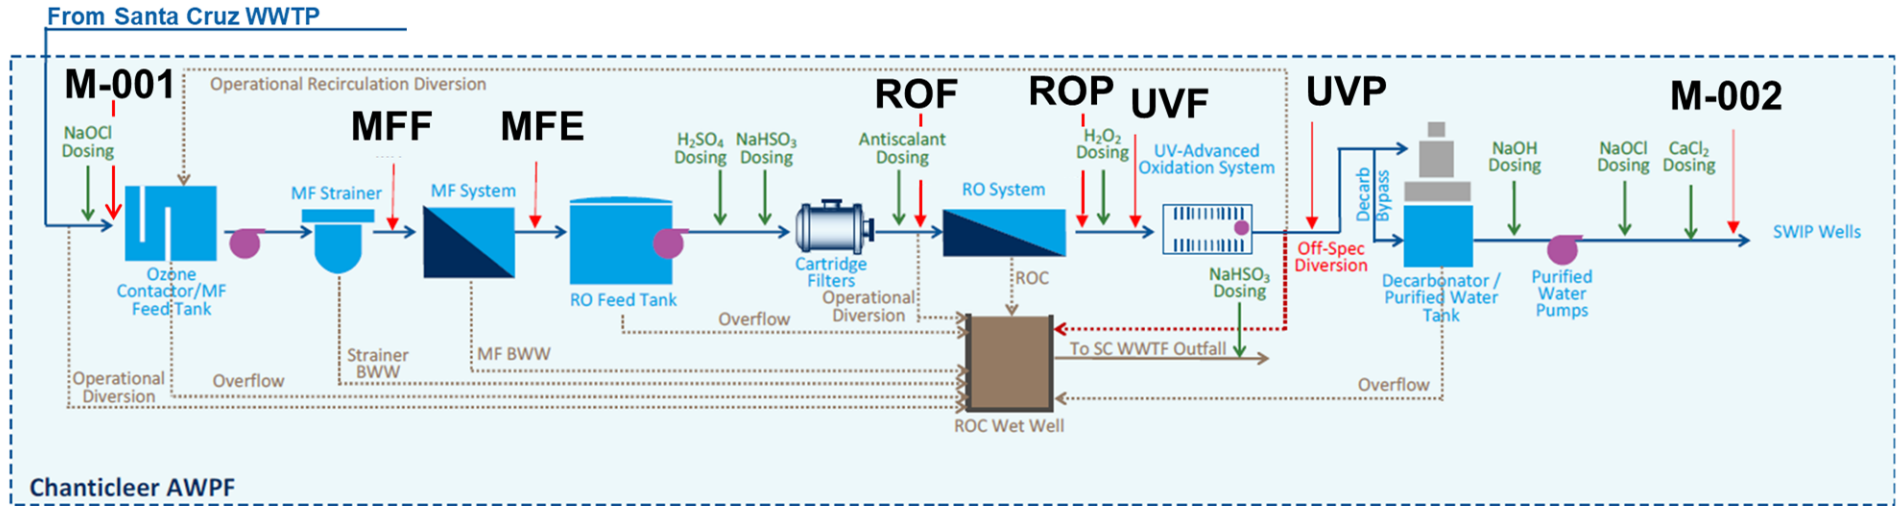 From Santa Cruz WWTP
M-001
Operational Recirculation Diversion
NaOCl
Dosing
MFF
MFE
ROF
ROP
UVF
UVP
M-002
MF Strainer
MF System
H₂SO₄
Dosing
NaHSO₃
Dosing
Antiscalant
Dosing
RO System
H₂O₂
Dosing
UV-Advanced
Oxidation System
Decarb
Bypass
NaOH
Dosing
NaOCl
Dosing
CaCl₂
Dosing
SWIP Wells
Ozone
Contactor/MF
Feed Tank
RO Feed Tank
Cartridge
Filters
Operational
Diversion
ROC
NaHSO₃
Dosing
Off-Spec
Diversion
Decarbonator /
Purified Water
Tank
Purified
Water
Pumps
Overflow
MF BWW
Strainer
BWW
To SC WWTF Outfall
Operational
Diversion
Overflow
Overflow
ROC Wet Well
Chanticleer AWPF